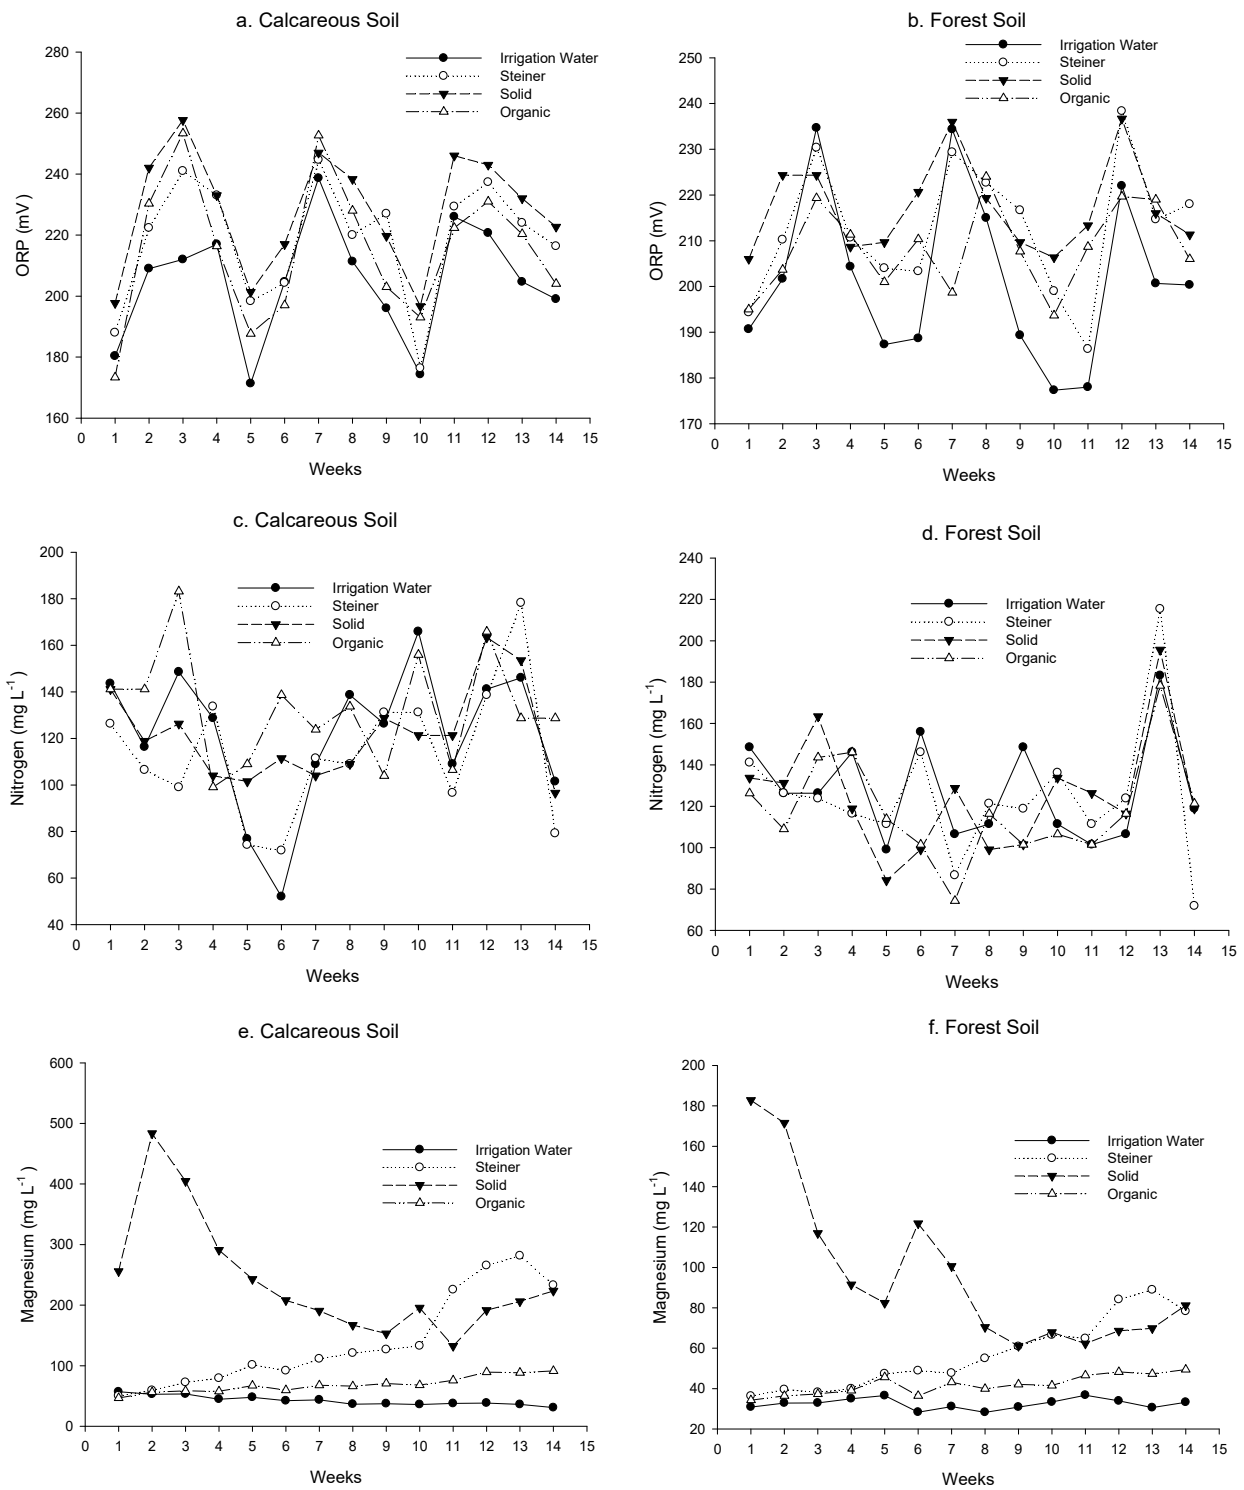 a. Calcareous Soil
280
260
240
220
200
180
160
ORP (mV)
0 1 2 3 4 5 6 7 8 9 10 11 12 13 14 15
Weeks
Irrigation Water
Steiner
Solid
Organic
b. Forest Soil
250
240
230
220
210
200
190
180
170
ORP (mV)
0 1 2 3 4 5 6 7 8 9 10 11 12 13 14 15
Weeks
Irrigation Water
Steiner
Solid
Organic
c. Calcareous Soil
200
180
160
140
120
100
80
60
40
Nitrogen (mg L⁻¹)
0 1 2 3 4 5 6 7 8 9 10 11 12 13 14 15
Weeks
Irrigation Water
Steiner
Solid
Organic
d. Forest Soil
240
220
200
180
160
140
120
100
80
60
Nitrogen (mg L⁻¹)
0 1 2 3 4 5 6 7 8 9 10 11 12 13 14 15
Weeks
Irrigation Water
Steiner
Solid
Organic
e. Calcareous Soil
600
500
400
300
200
100
0
Magnesium (mg L⁻¹ )
0 1 2 3 4 5 6 7 8 9 10 11 12 13 14 15
Weeks
Irrigation Water
Steiner
Solid
Organic
f. Forest Soil
200
180
160
140
120
100
80
60
40
20
Magnesium (mg L⁻¹ )
0 1 2 3 4 5 6 7 8 9 10 11 12 13 14 15
Weeks
Irrigation Water
Steiner
Solid
Organic